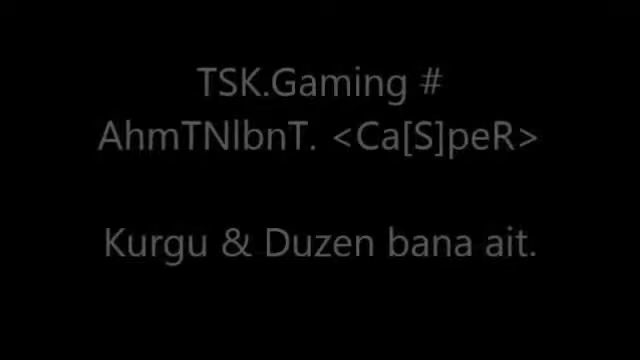 TSK.Gaming #
AhmTNlbnT. <Ca[S]peR>
Kurgu & Duzen bana ait.